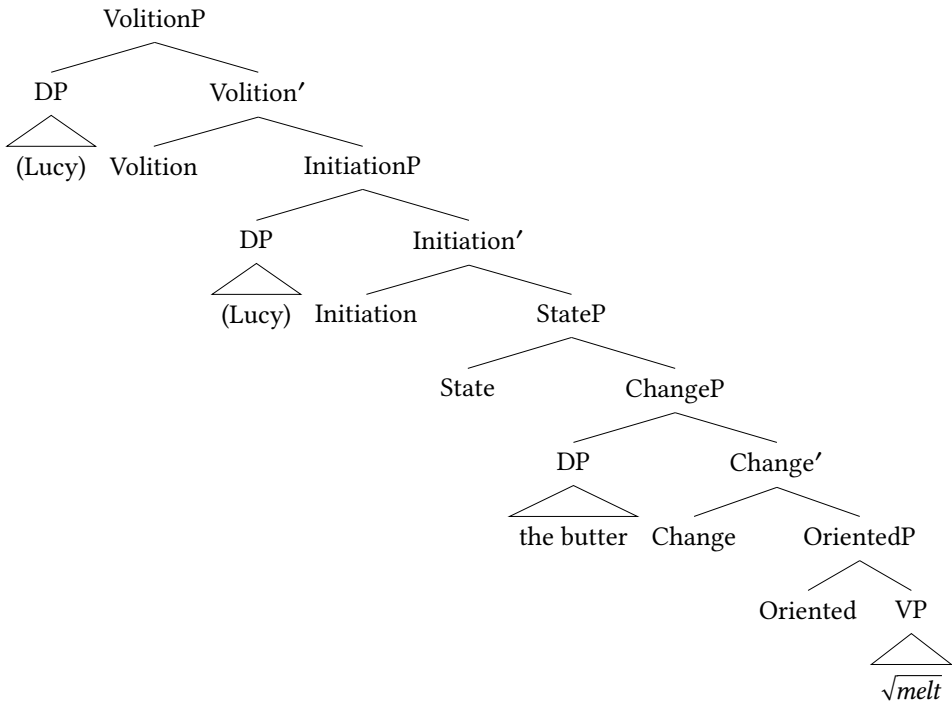 VolitionP
DP Volition′
(Lucy) Volition InitiationP
DP Initiation′
(Lucy) Initiation StateP
State ChangeP
DP Change′
the butter Change OrientedP
Oriented VP
√melt